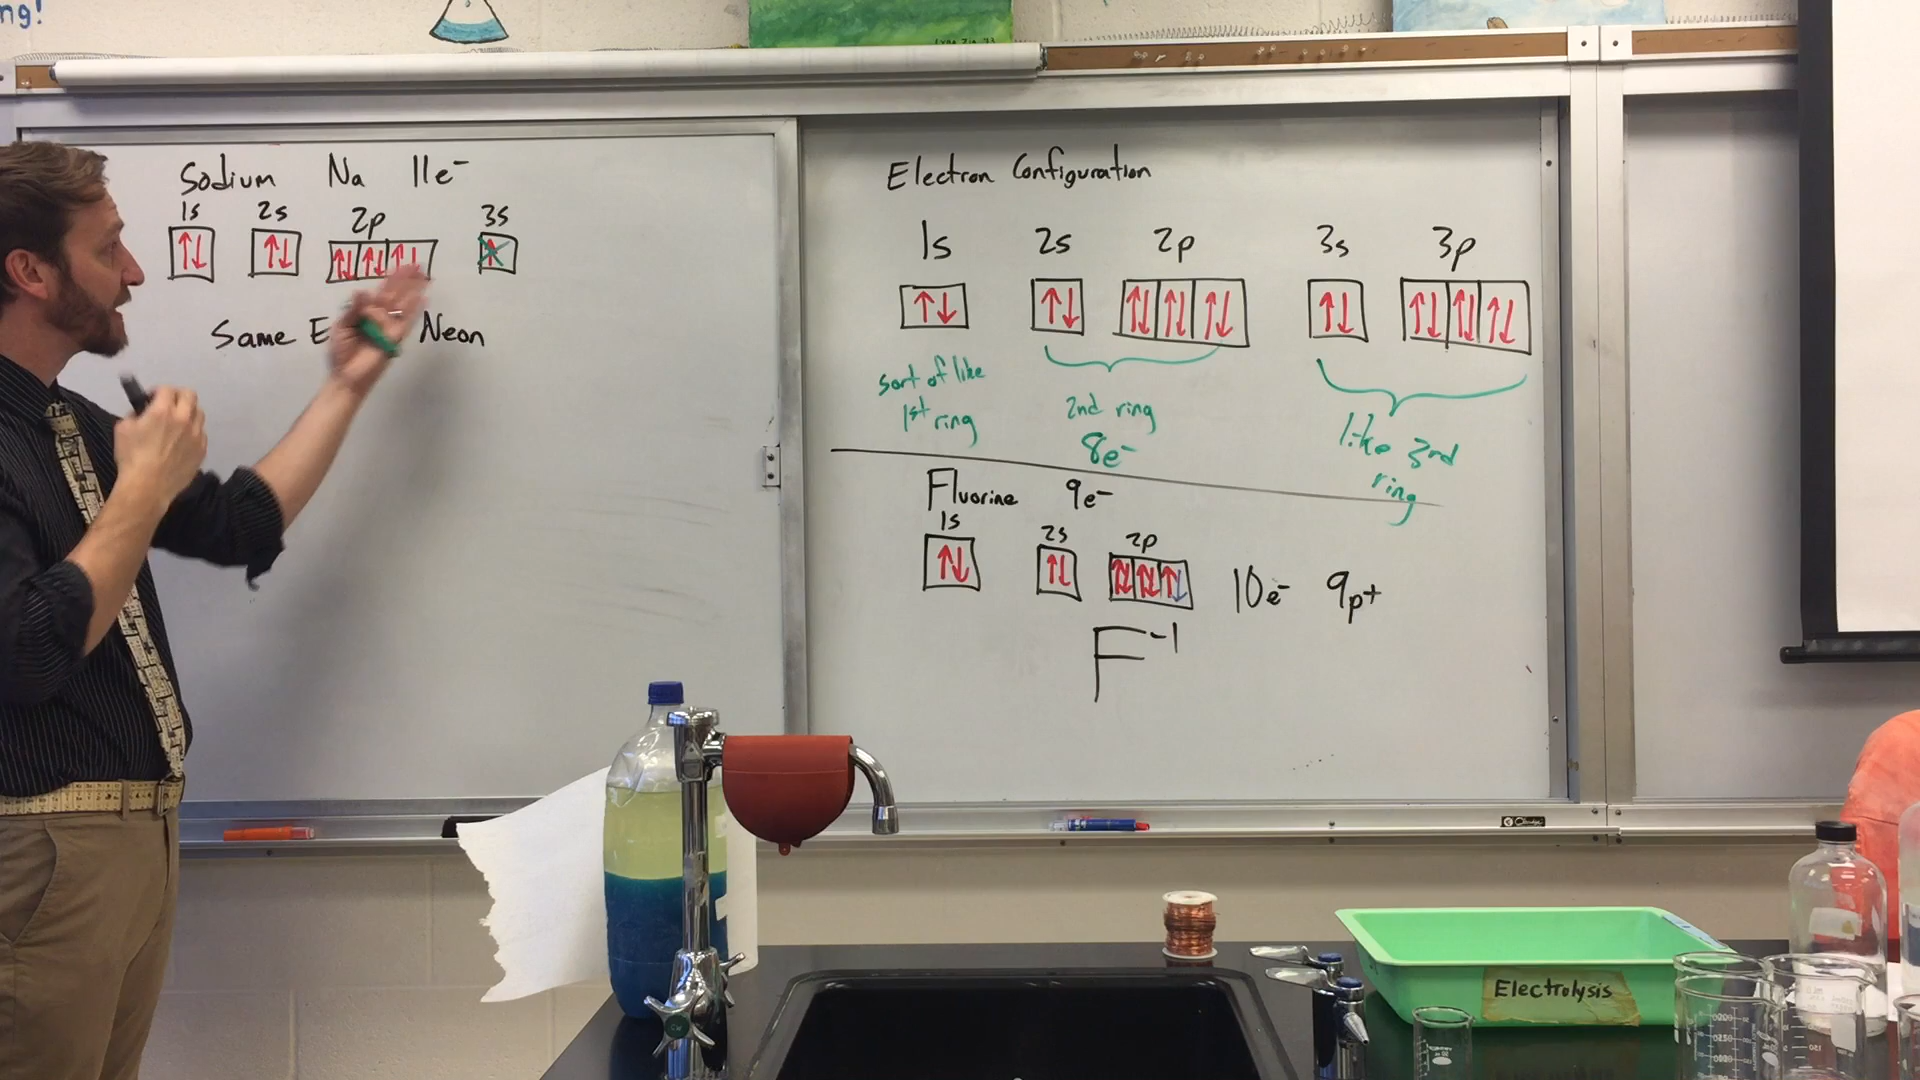 ng!
Sodium Na 11e⁻
1s 2s 2p 3s
Same E Neon
Electron Configuration
1s 2s 2p 3s 3p
sort of like
1st ring
2nd ring
8e⁻
like 3rd
ring
Fluorine 9e⁻
1s 2s 2p
10e⁻ 9p+
F⁻¹
Electrolysis